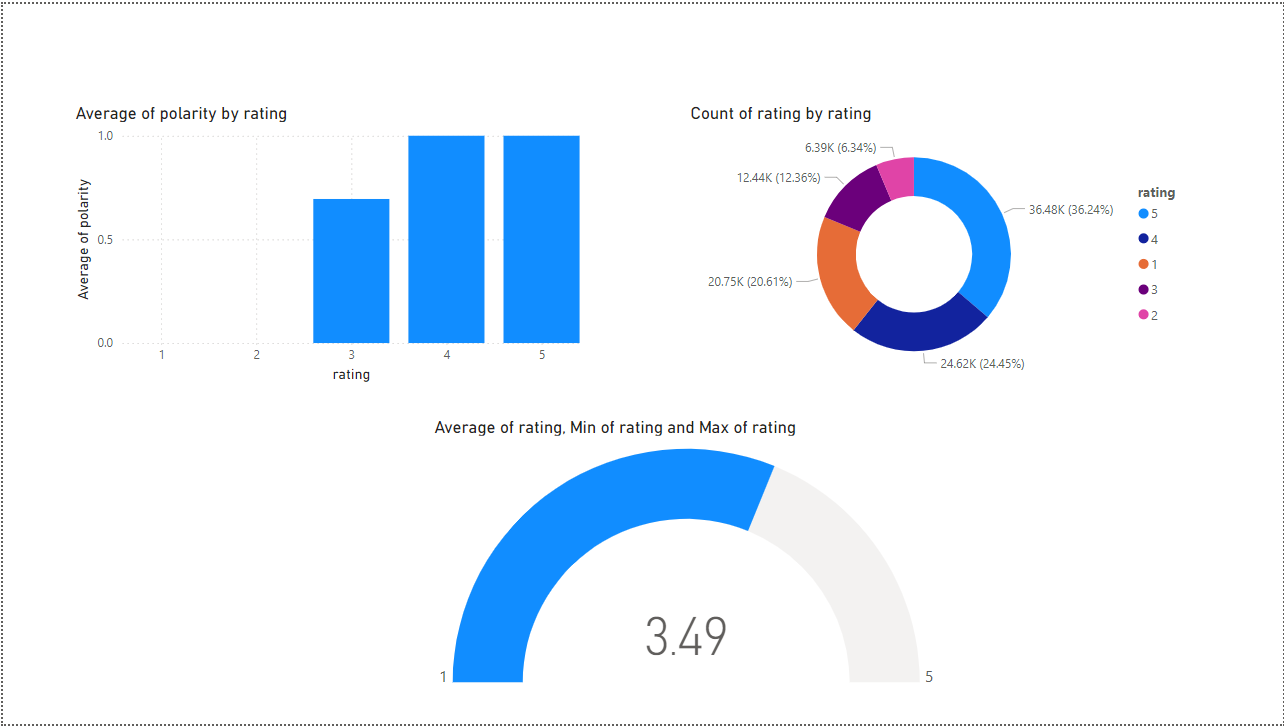 Average of polarity by rating
1.0
0.5
0.0
Average of polarity
1 2 3 4 5
rating
Count of rating by rating
6.39K (6.34%)
12.44K (12.36%)
36.48K (36.24%)
20.75K (20.61%)
24.62K (24.45%)
rating
5
4
1
3
2
Average of rating, Min of rating and Max of rating
3.49
1 5